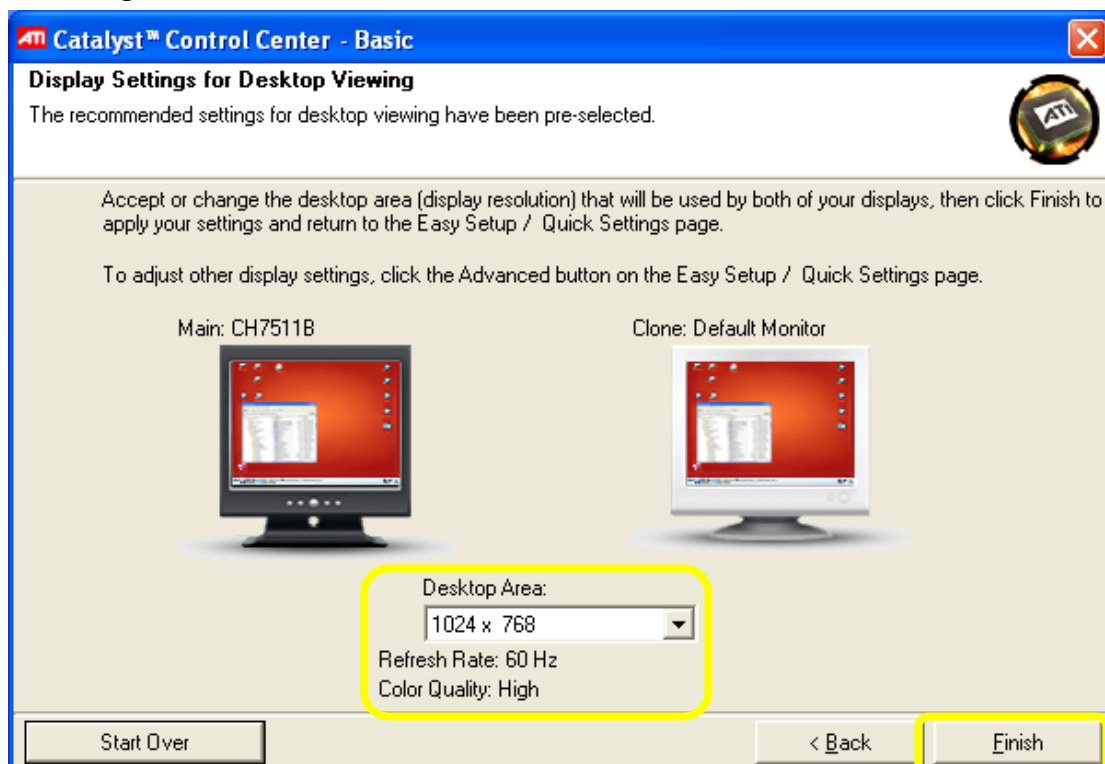 ATI Catalyst™ Control Center - Basic
Display Settings for Desktop Viewing
The recommended settings for desktop viewing have been pre-selected.
ATI
Accept or change the desktop area (display resolution) that will be used by both of your displays, then click Finish to
apply your settings and return to the Easy Setup / Quick Settings page.
To adjust other display settings, click the Advanced button on the Easy Setup / Quick Settings page.
Main: CH7511B
Clone: Default Monitor
Desktop Area:
1024 x 768
Refresh Rate: 60 Hz
Color Quality: High
Start Over
< Back
Finish